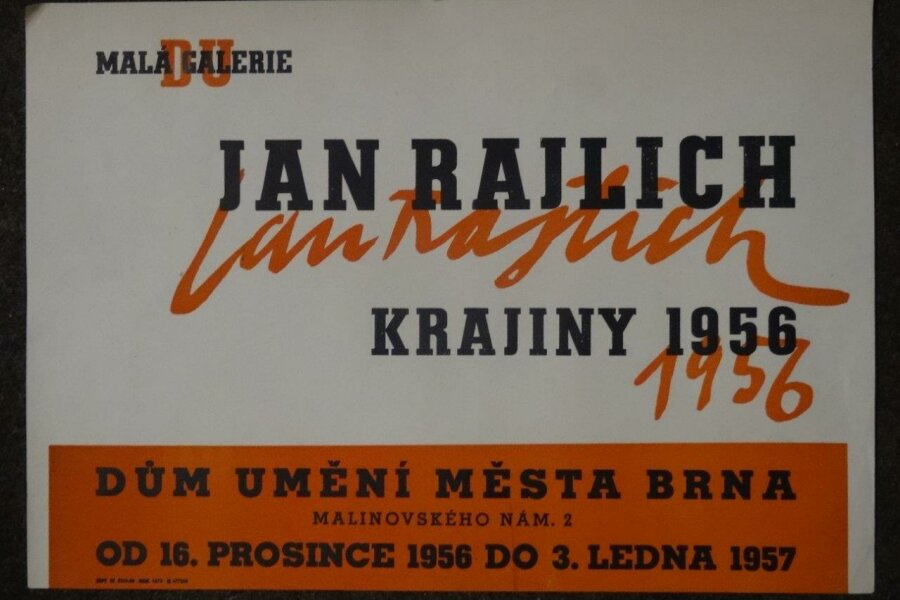 MALÁ GALERIE
DU
JAN RAJLICH
Jan Rajlich
KRAJINY 1956
1956
DŮM UMĚNÍ MĚSTA BRNA
MALINOVSKÉHO NÁM. 2
OD 16. PROSINCE 1956 DO 3. LEDNA 1957